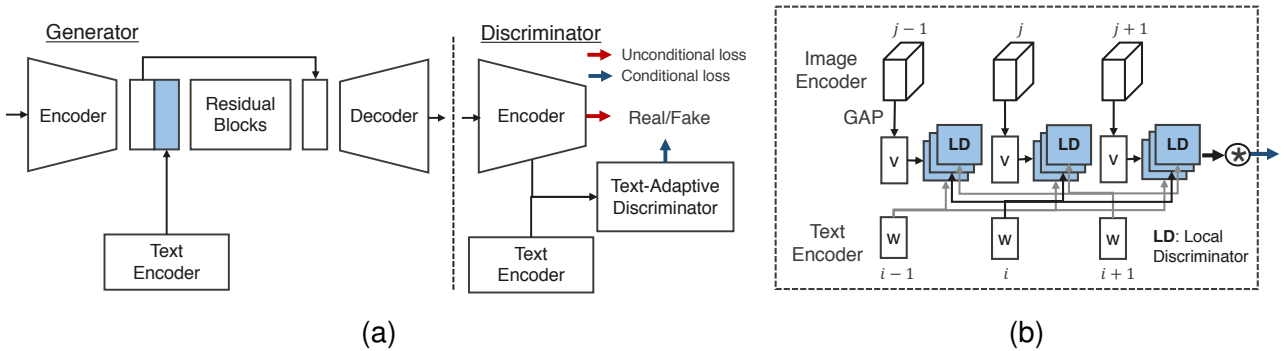 Generator
Encoder
Residual
Blocks
Decoder
Text
Encoder
Discriminator
Unconditional loss
Conditional loss
Encoder
Real/Fake
Text-Adaptive
Discriminator
Text
Encoder
(a)
j − 1
j
j + 1
Image
Encoder
GAP
V
LD
V
LD
V
LD
*
Text
Encoder
W
W
W
LD: Local
Discriminator
i − 1
i
i + 1
(b)